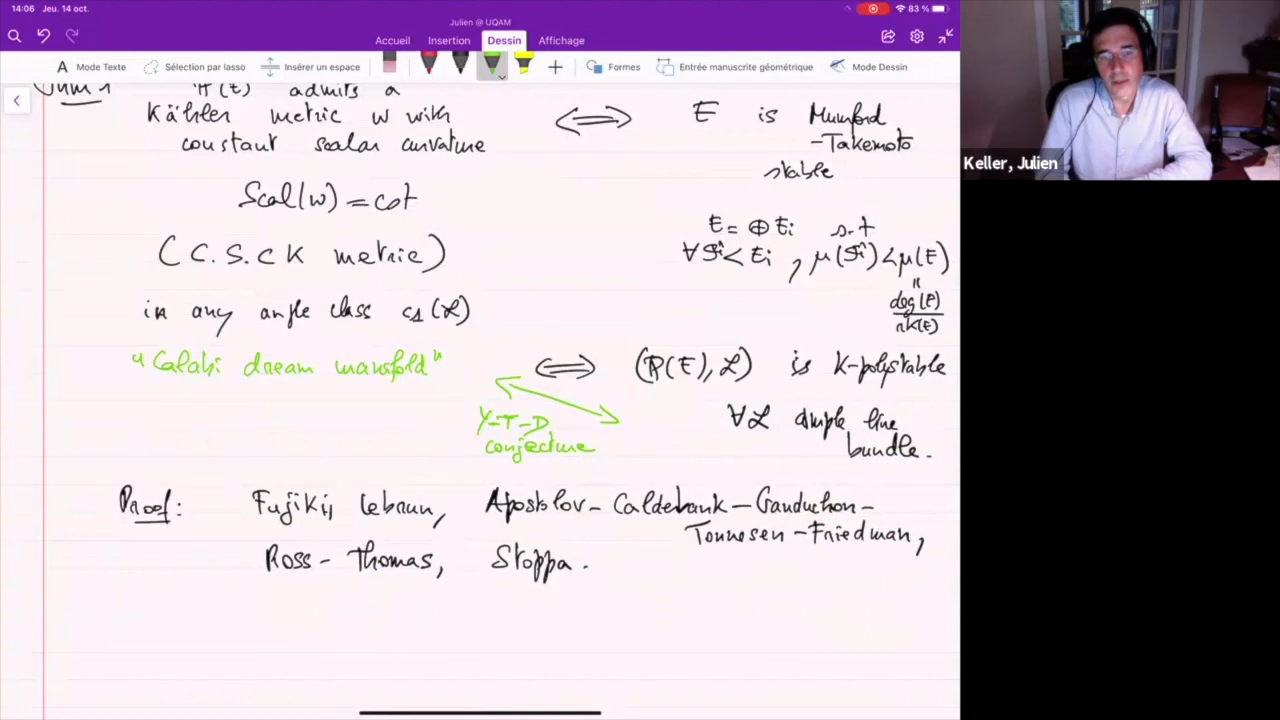 14:06 Jeu. 14 oct.
83 %
Julien @ UQAM
Accueil Insertion Dessin Affichage
Mode Texte Sélection par lasso Insérer un espace Formes Entrée manuscrite géométrique Mode Dessin
Keller, Julien
P(E) admits a
Kähler metric w with
constant scalar curvature
Scal(w) = cst
(C.S.C.K metric)
in any ample class c₁(ℒ)
"Calabi dream manifold"
⟺ E is Mumford
-Takemoto
stable
E = ⊕ Ei s.t
∀ ℱi < Ei , μ(ℱi) < μ(E)
"
deg(E)
rk(E)
⟺ (P(E), ℒ) is K-polystable
∀ℒ ample line
bundle.
Y-T-D
conjecture
Proof: Fujiki, Lebrun, Apostolov - Calderbank - Gauduchon -
Tonnesen - Friedman,
Ross - Thomas, Stoppa.